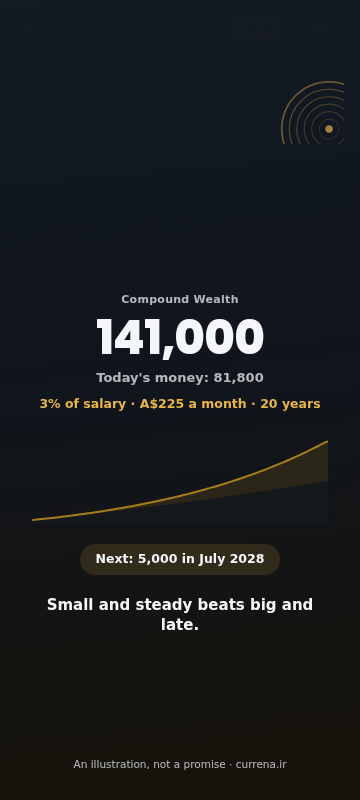 Compound Wealth
141,000
Today's money: 81,800
3% of salary · A$225 a month · 20 years
Next: 5,000 in July 2028
Small and steady beats big and
late.
An illustration, not a promise · currena.ir